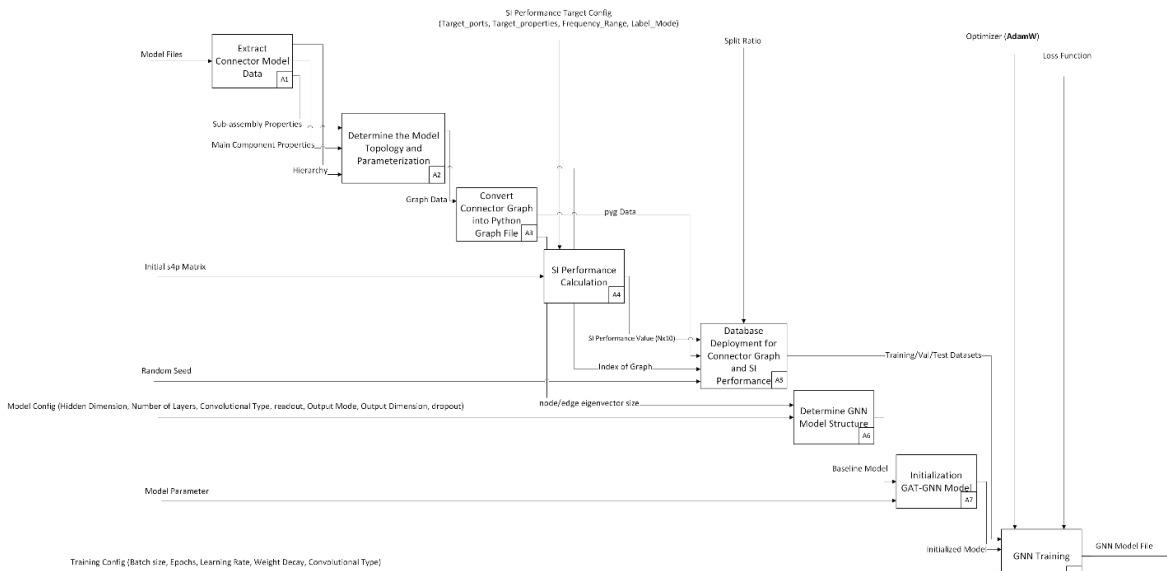 SI Performance Target Config
(Target_ports, Target_properties, Frequency_Range, Label_Mode)
Split Ratio
Optimizer (AdamW)
Loss Function
Model Files
Extract
Connector Model
Data
A1
Sub-assembly Properties
Main Component Properties
Hierarchy
Determine the Model
Topology and
Parameterization
A2
Graph Data
Convert
Connector Graph
into Python
Graph File
A3
pyg Data
Initial s4p Matrix
SI Performance
Calculation
A4
SI Performance Value (Nx10)
Index of Graph
Random Seed
Database
Deployment for
Connector Graph
and SI
Performance
A5
Training/Val/Test Datasets
node/edge eigenvector size
Model Config (Hidden Dimension, Number of Layers, Convolutional Type, readout, Output Mode, Output Dimension, dropout)
Determine GNN
Model Structure
A6
Baseline Model
Model Parameter
Initialization
GAT-GNN Model
A7
Initialized Model
GNN Training
GNN Model File
Training Config (Batch size, Epochs, Learning Rate, Weight Decay, Convolutional Type)